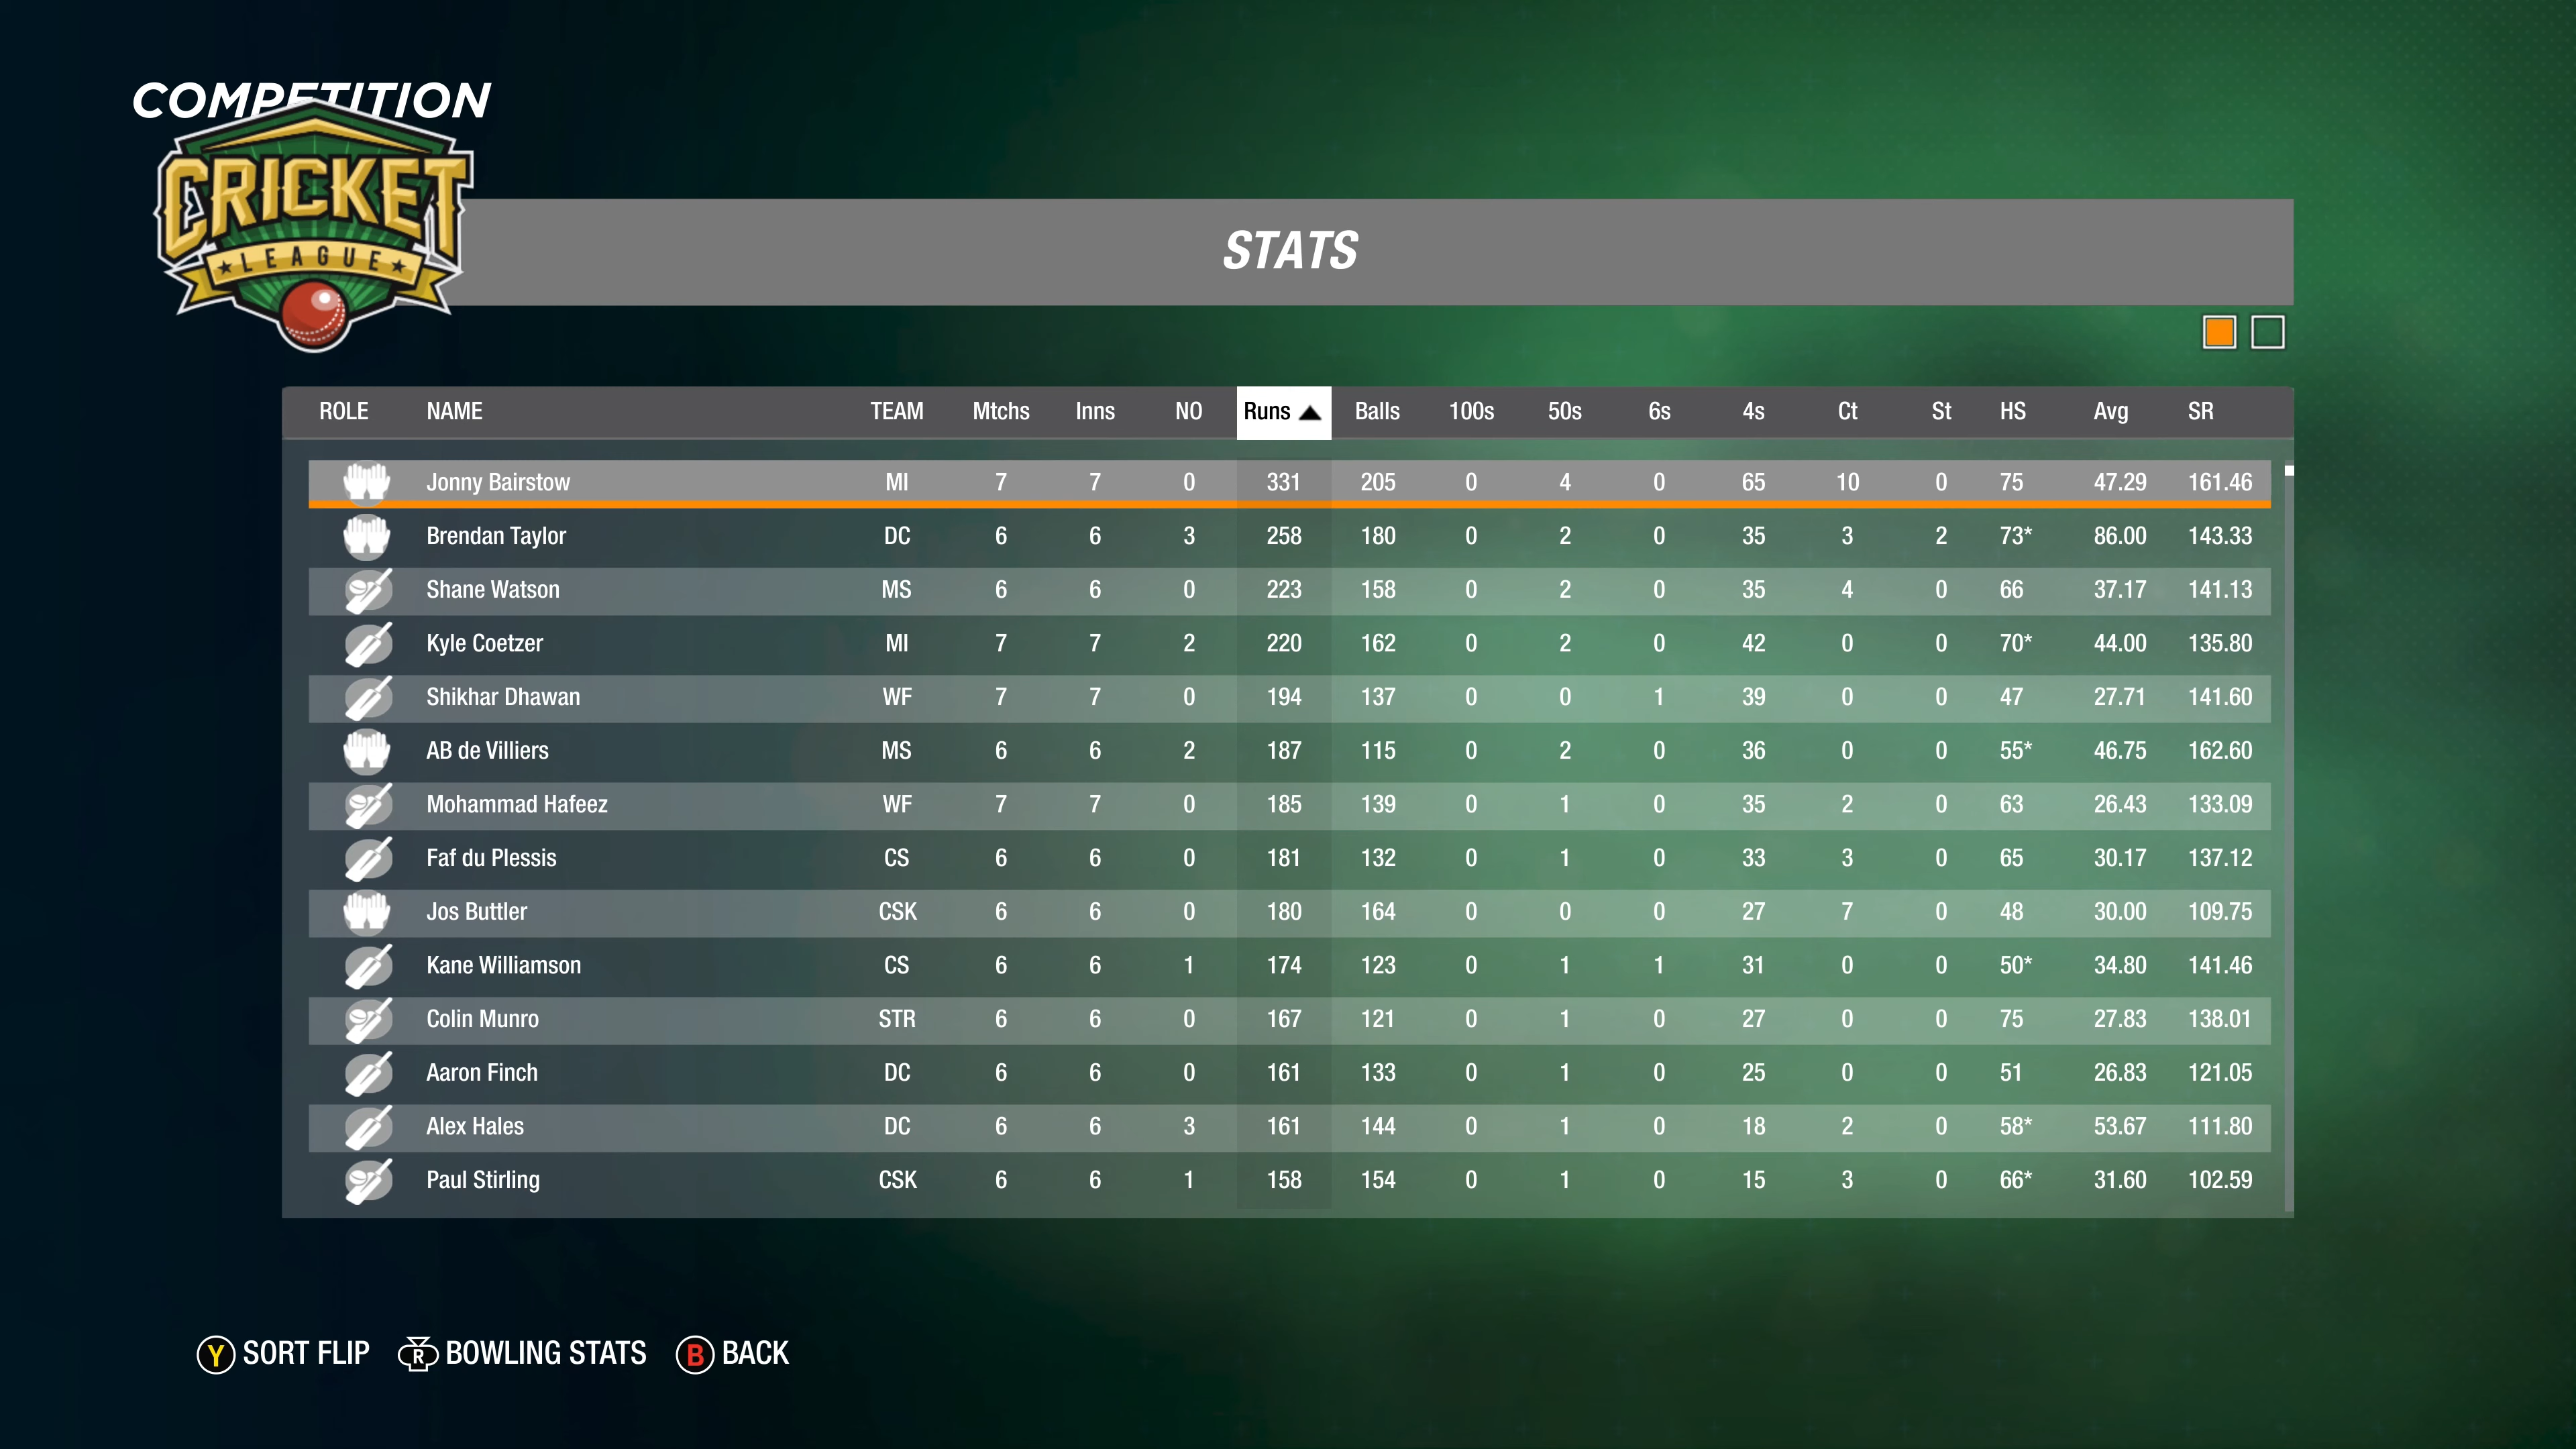 COMPETITION
CRICKET
LEAGUE
STATS
ROLE NAME TEAM Mtchs Inns NO Runs Balls 100s 50s 6s 4s Ct St HS Avg SR
Jonny Bairstow MI 7 7 0 331 205 0 4 0 65 10 0 75 47.29 161.46
Brendan Taylor DC 6 6 3 258 180 0 2 0 35 3 2 73* 86.00 143.33
Shane Watson MS 6 6 0 223 158 0 2 0 35 4 0 66 37.17 141.13
Kyle Coetzer MI 7 7 2 220 162 0 2 0 42 0 0 70* 44.00 135.80
Shikhar Dhawan WF 7 7 0 194 137 0 0 1 39 0 0 47 27.71 141.60
AB de Villiers MS 6 6 2 187 115 0 2 0 36 0 0 55* 46.75 162.60
Mohammad Hafeez WF 7 7 0 185 139 0 1 0 35 2 0 63 26.43 133.09
Faf du Plessis CS 6 6 0 181 132 0 1 0 33 3 0 65 30.17 137.12
Jos Buttler CSK 6 6 0 180 164 0 0 0 27 7 0 48 30.00 109.75
Kane Williamson CS 6 6 1 174 123 0 1 1 31 0 0 50* 34.80 141.46
Colin Munro STR 6 6 0 167 121 0 1 0 27 0 0 75 27.83 138.01
Aaron Finch DC 6 6 0 161 133 0 1 0 25 0 0 51 26.83 121.05
Alex Hales DC 6 6 3 161 144 0 1 0 18 2 0 58* 53.67 111.80
Paul Stirling CSK 6 6 1 158 154 0 1 0 15 3 0 66* 31.60 102.59
Y SORT FLIP R BOWLING STATS B BACK